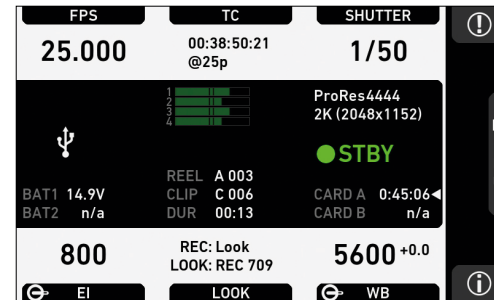 FPS TC SHUTTER
25.000 00:38:50:21 1/50
@25p
1
2
3
4
ProRes4444
2K (2048x1152)
STBY
REEL A 003
BAT1 14.9V CLIP C 006 CARD A 0:45:06
BAT2 n/a DUR 00:13 CARD B n/a
800 REC: Look 5600 +0.0
LOOK: REC 709
EI LOOK WB